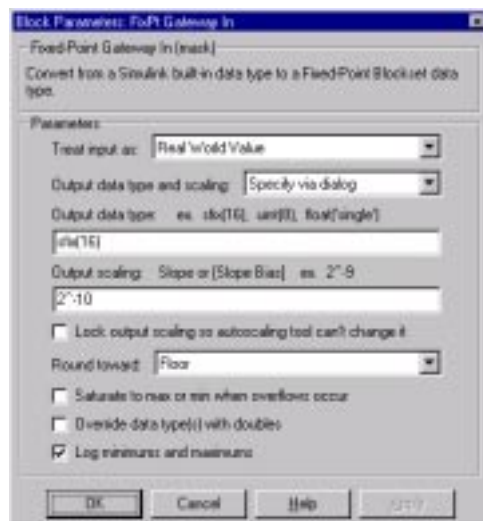 Block Parameters: FixPt Gateway In
Fixed-Point Gateway In (mask)
Convert from a Simulink built-in data type to a Fixed-Point Blockset data
type.
Parameters
Treat input as: Real World Value
Output data type and scaling: Specify via dialog
Output data type: ex. sfix(16), uint(8), float('single')
sfix(16)
Output scaling: Slope or [Slope Bias] ex. 2^-9
2^-10
Lock output scaling so autoscaling tool can't change it
Round toward: Floor
Saturate to max or min when overflows occur
Override data type(s) with doubles
Log minimums and maximums
OK Cancel Help Apply